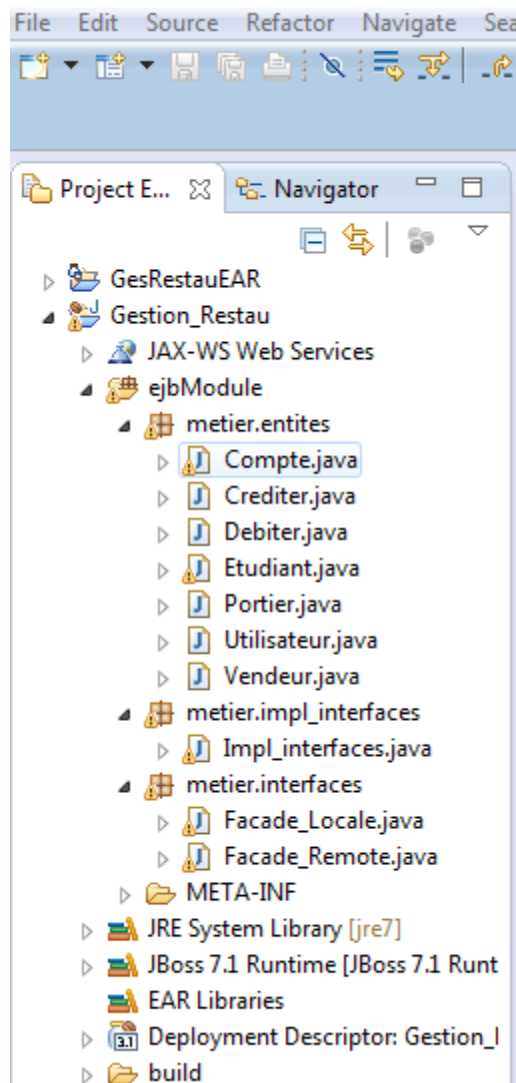 File Edit Source Refactor Navigate Sea
Project E... Navigator
GesRestauEAR
Gestion_Restau
JAX-WS Web Services
ejbModule
metier.entites
Compte.java
Crediter.java
Debiter.java
Etudiant.java
Portier.java
Utilisateur.java
Vendeur.java
metier.impl_interfaces
Impl_interfaces.java
metier.interfaces
Facade_Locale.java
Facade_Remote.java
META-INF
JRE System Library [jre7]
JBoss 7.1 Runtime [JBoss 7.1 Runt
EAR Libraries
3.1 Deployment Descriptor: Gestion_
build